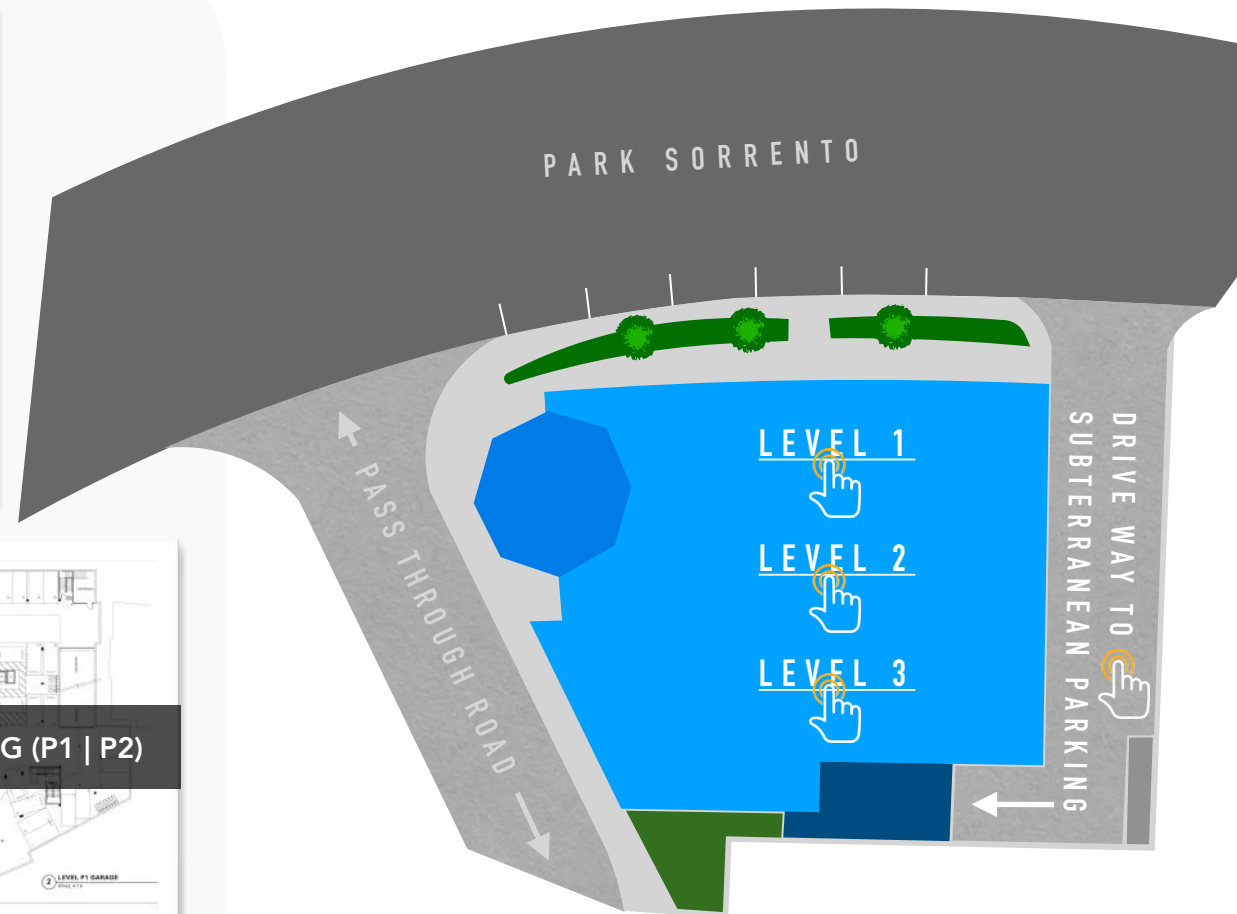 PARK SORRENTO
LEVEL 1
LEVEL 2
LEVEL 3
PASS THROUGH ROAD
DRIVE WAY TO
SUBTERRANEAN PARKING
G (P1 | P2)
2 LEVEL P1 GARAGE